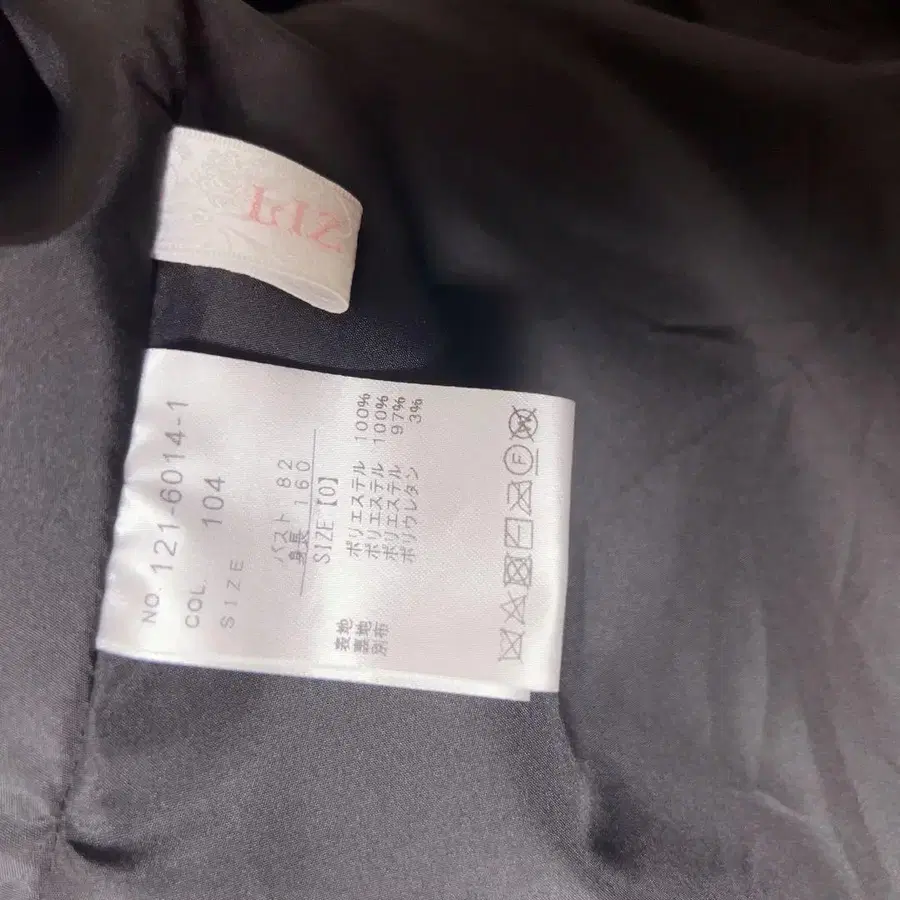 LIZ
NO. 121-6014-1
COL. 104
SIZE
バスト 82
身長 160
SIZE【0】
表地 ポリエステル 100%
裏地 ポリエステル 100%
別布 ポリエステル 97%
ポリウレタン 3%